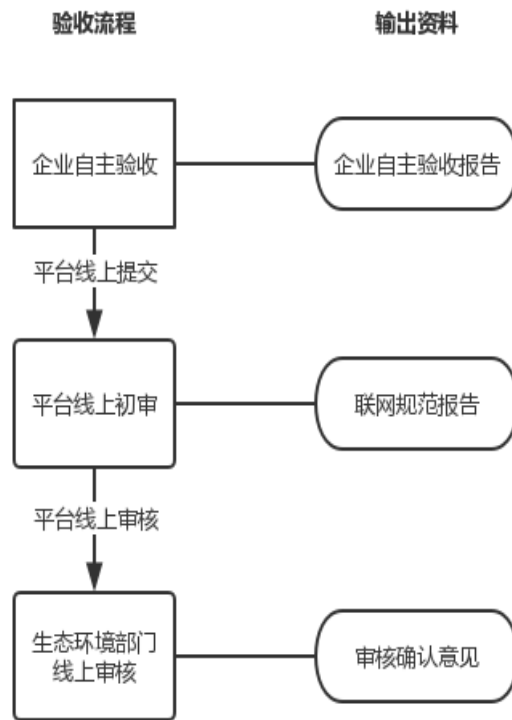 验收流程
输出资料
企业自主验收
企业自主验收报告
平台线上提交
平台线上初审
联网规范报告
平台线上审核
生态环境部门
线上审核
审核确认意见